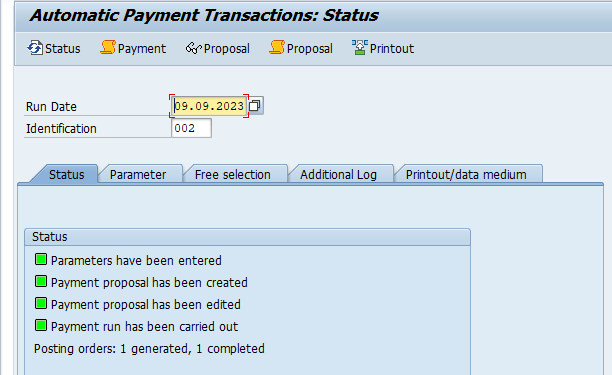 Automatic Payment Transactions: Status
Status Payment Proposal Proposal Printout
Run Date 09.09.2023
Identification 002
Status Parameter Free selection Additional Log Printout/data medium
Status
Parameters have been entered
Payment proposal has been created
Payment proposal has been edited
Payment run has been carried out
Posting orders: 1 generated, 1 completed